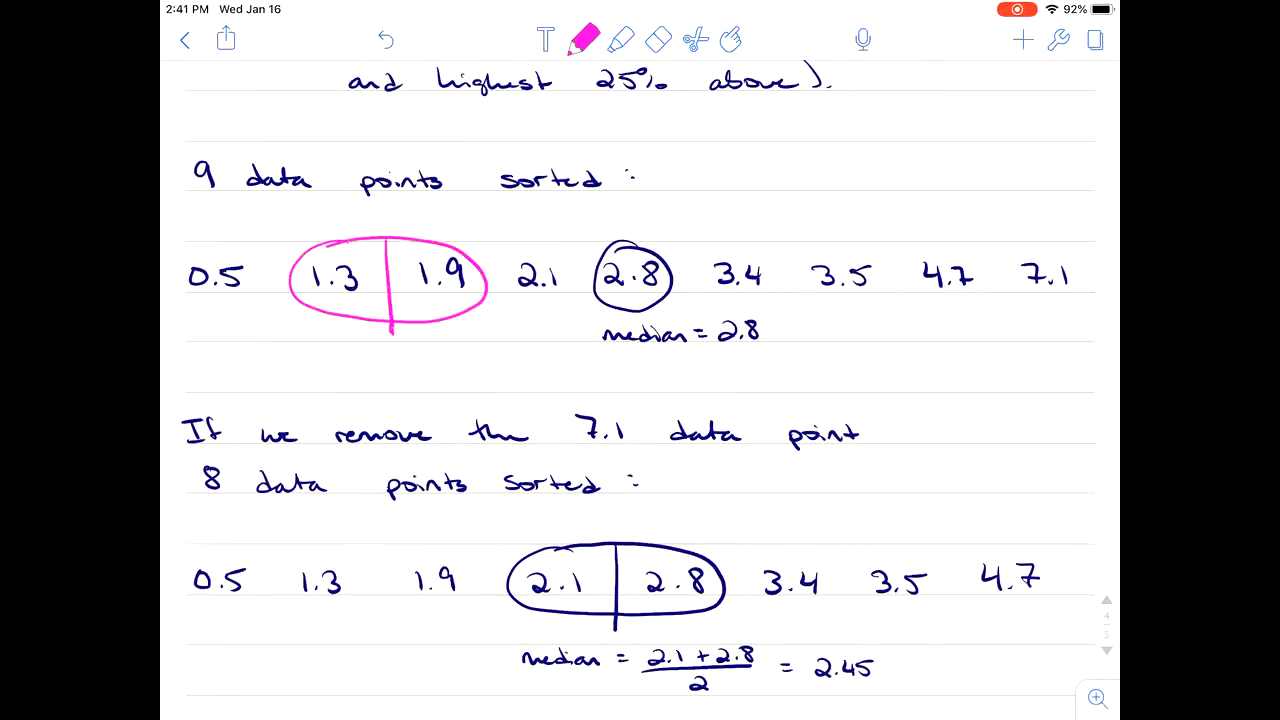 2:41 PM Wed Jan 16 92%
T
and highest 25% above).
9 data points sorted :
0.5 1.3 1.9 2.1 2.8 3.4 3.5 4.7 7.1
median = 2.8
If we remove the 7.1 data point
8 data points sorted :
0.5 1.3 1.9 2.1 2.8 3.4 3.5 4.7
4
5
median = 2.1 + 2.8 / 2 = 2.45